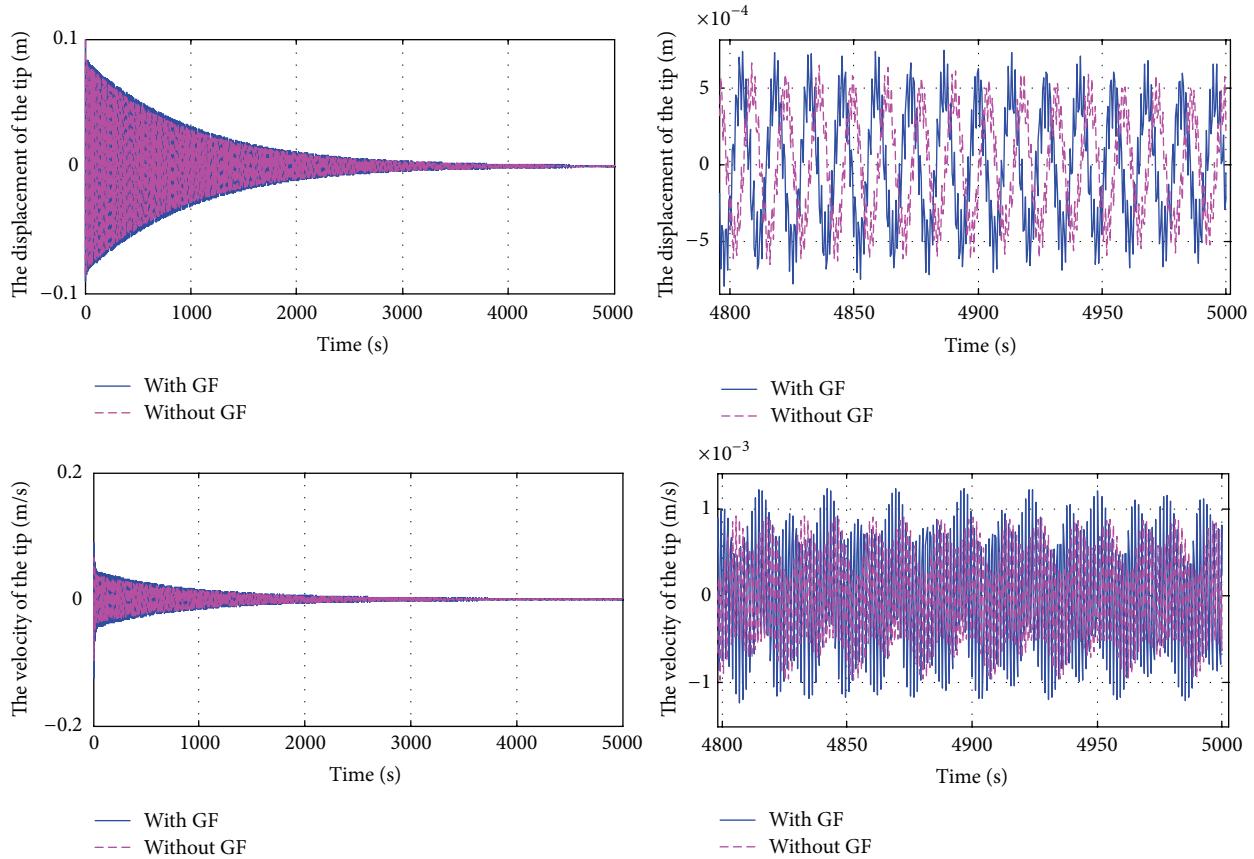 The displacement of the tip (m)
0.1
0
−0.1
0 1000 2000 3000 4000 5000
Time (s)
With GF
Without GF
The displacement of the tip (m)
×10−4
5
0
−5
4800 4850 4900 4950 5000
Time (s)
With GF
Without GF
The velocity of the tip (m/s)
0.2
0
−0.2
0 1000 2000 3000 4000 5000
Time (s)
With GF
Without GF
The velocity of the tip (m/s)
×10−3
1
0
−1
4800 4850 4900 4950 5000
Time (s)
With GF
Without GF